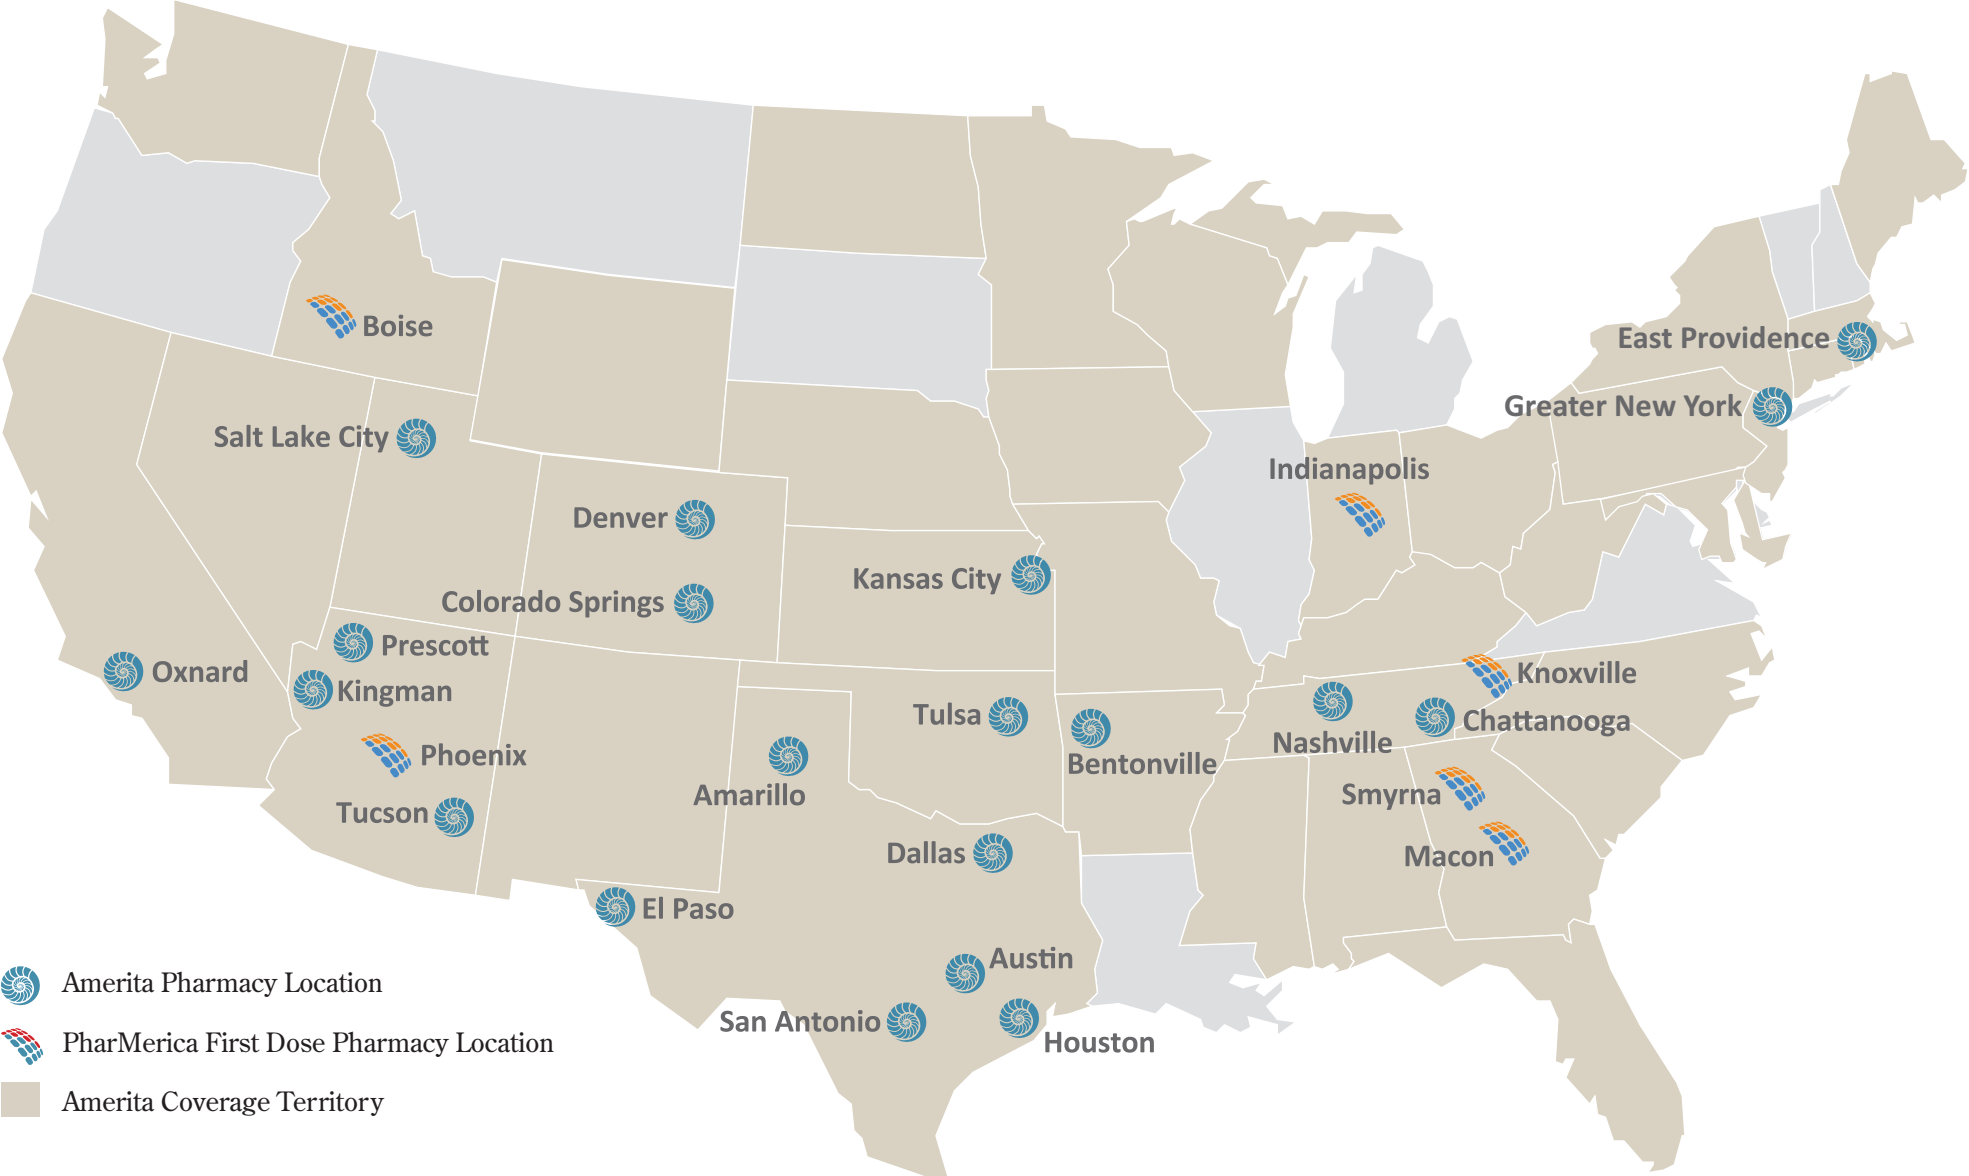 Boise
East Providence
Greater New York
Salt Lake City
Indianapolis
Denver
Kansas City
Colorado Springs
Prescott
Oxnard
Kingman
Knoxville
Tulsa
Chattanooga
Nashville
Phoenix
Bentonville
Amarillo
Smyrna
Tucson
Dallas
Macon
El Paso
Austin
San Antonio
Houston
Amerita Pharmacy Location
PharMerica First Dose Pharmacy Location
Amerita Coverage Territory